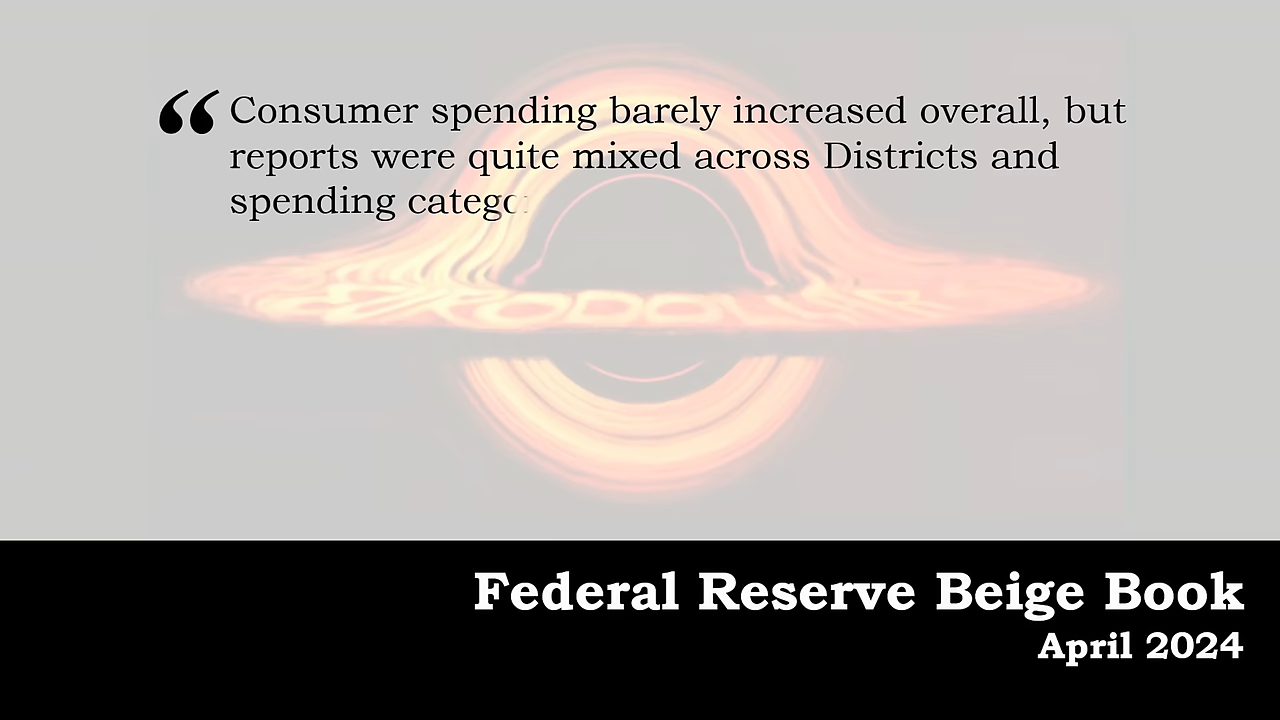 “Consumer spending barely increased overall, but
reports were quite mixed across Districts and
spending catego
Federal Reserve Beige Book
April 2024